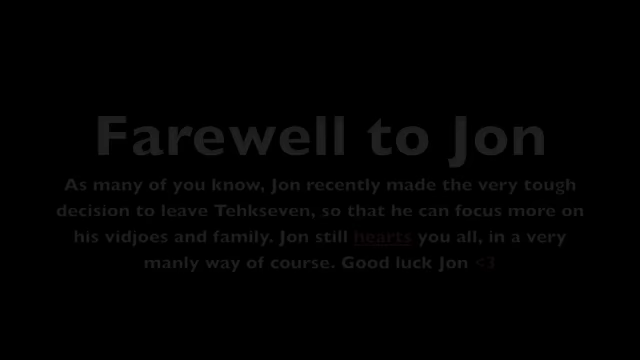 Farewell to Jon
As many of you know, Jon recently made the very tough
decision to leave Tehkseven, so that he can focus more on
his vidjoes and family. Jon still hearts you all, in a very
manly way of course. Good luck Jon <3